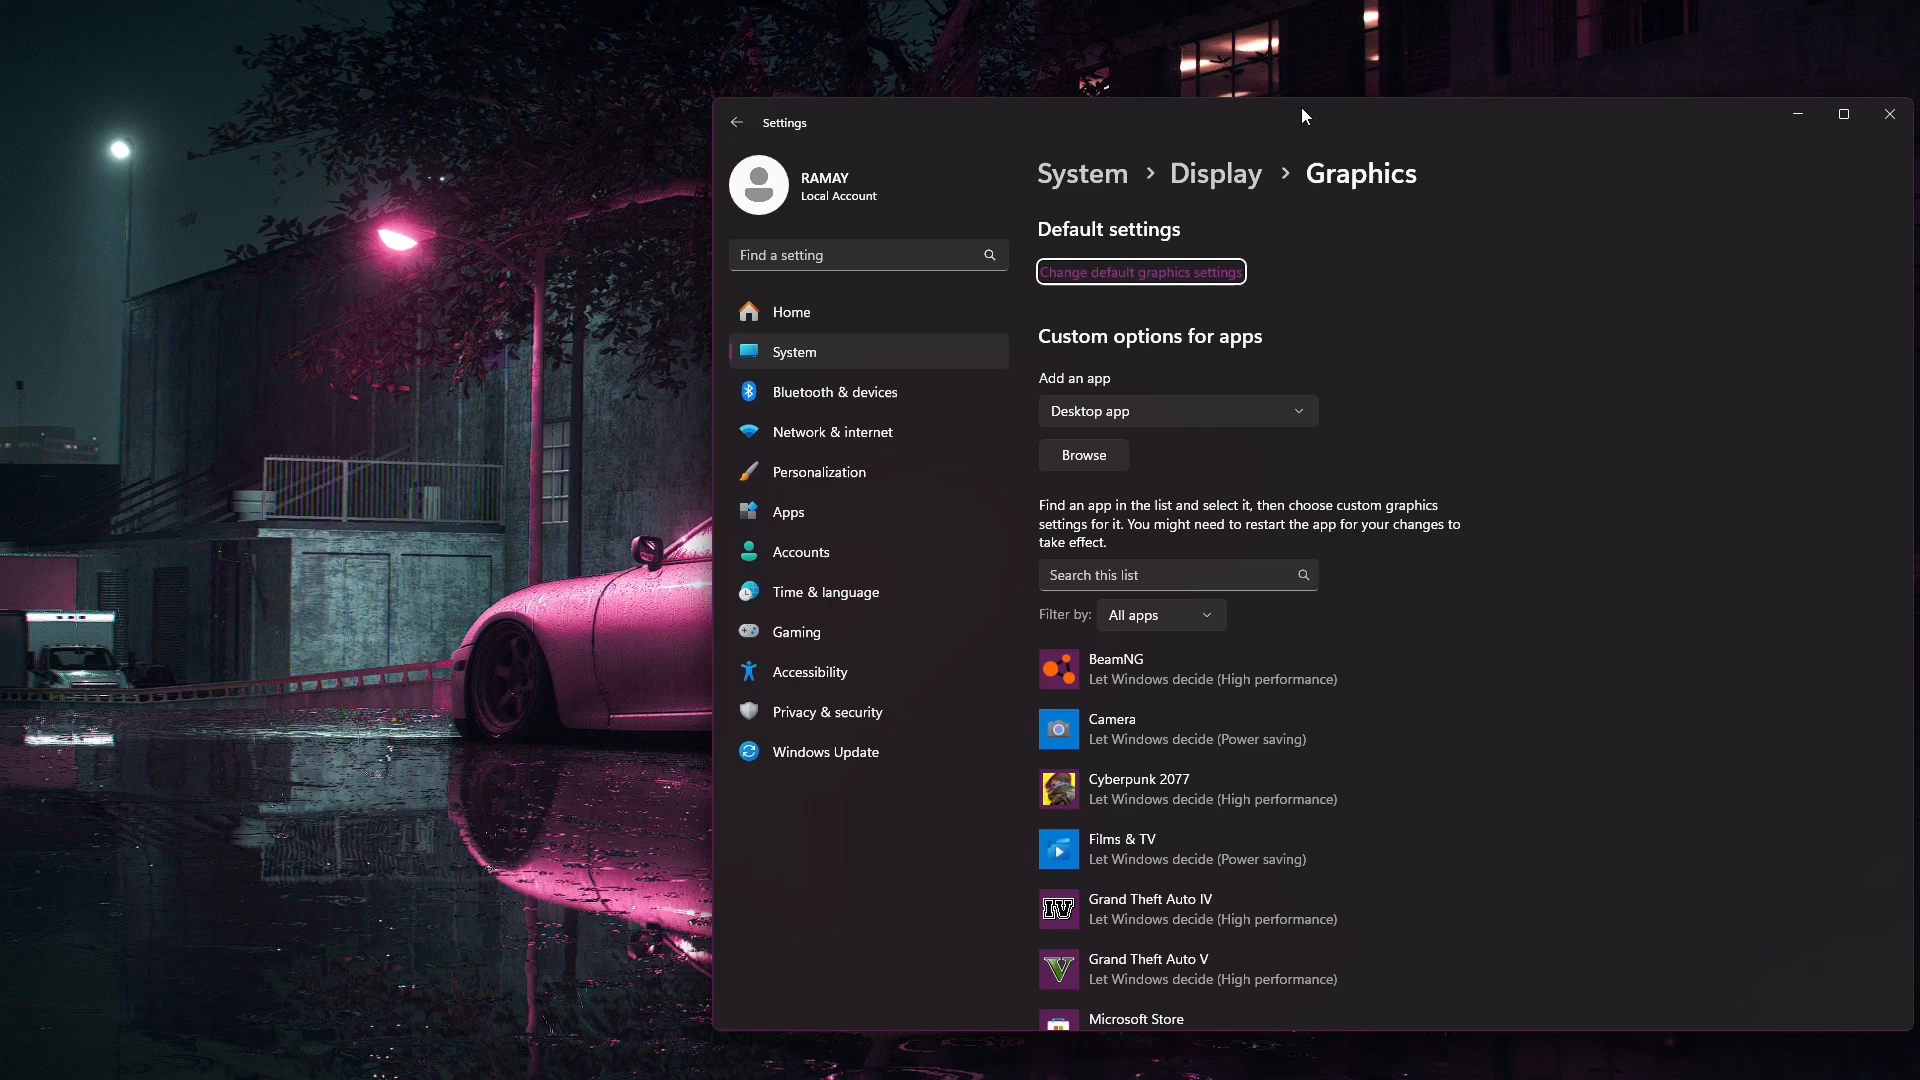 Settings
RAMAY
Local Account
Find a setting
Home
System
Bluetooth & devices
Network & internet
Personalization
Apps
Accounts
Time & language
Gaming
Accessibility
Privacy & security
Windows Update
System > Display > Graphics
Default settings
Change default graphics settings
Custom options for apps
Add an app
Desktop app
Browse
Find an app in the list and select it, then choose custom graphics
settings for it. You might need to restart the app for your changes to
take effect.
Search this list
Filter by: All apps
BeamNG
Let Windows decide (High performance)
Camera
Let Windows decide (Power saving)
Cyberpunk 2077
Let Windows decide (High performance)
Films & TV
Let Windows decide (Power saving)
IV
Grand Theft Auto IV
Let Windows decide (High performance)
V
Grand Theft Auto V
Let Windows decide (High performance)
Microsoft Store